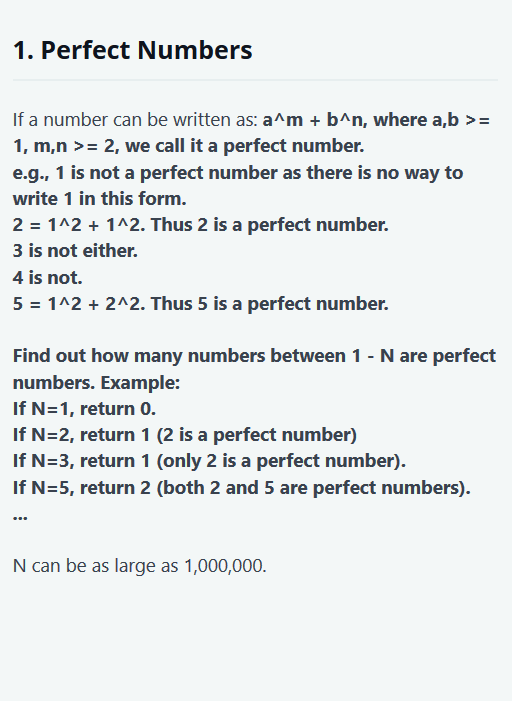 1. Perfect Numbers
If a number can be written as: a^m + b^n, where a,b >=
1, m,n >= 2, we call it a perfect number.
e.g., 1 is not a perfect number as there is no way to
write 1 in this form.
2 = 1^2 + 1^2. Thus 2 is a perfect number.
3 is not either.
4 is not.
5 = 1^2 + 2^2. Thus 5 is a perfect number.
Find out how many numbers between 1 - N are perfect
numbers. Example:
If N=1, return 0.
If N=2, return 1 (2 is a perfect number)
If N=3, return 1 (only 2 is a perfect number).
If N=5, return 2 (both 2 and 5 are perfect numbers).
...
N can be as large as 1,000,000.